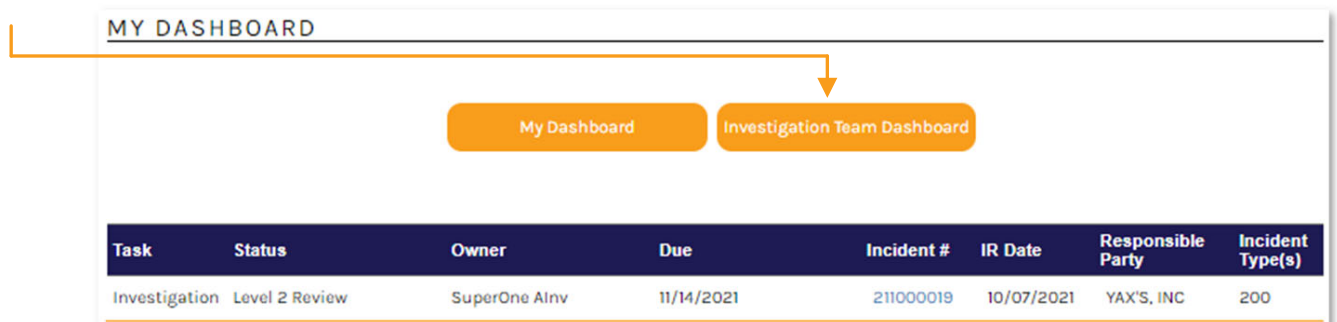 MY DASHBOARD
My Dashboard Investigation Team Dashboard
Task Status Owner Due Incident # IR Date Responsible Party Incident Type(s)
Investigation Level 2 Review SuperOne AInv 11/14/2021 211000019 10/07/2021 YAX'S, INC 200